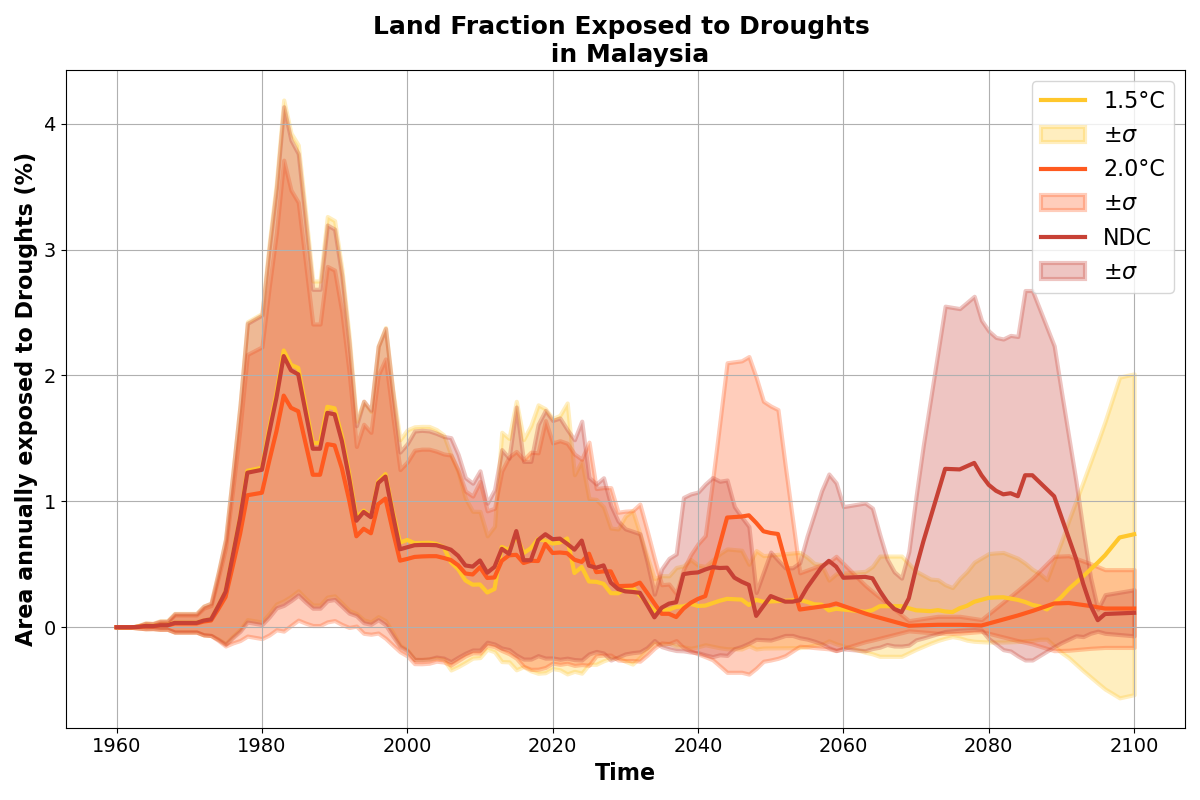 Land Fraction Exposed to Droughts
in Malaysia
Area annually exposed to Droughts (%)
4
3
2
1
0
1960 1980 2000 2020 2040 2060 2080 2100
Time
1.5°C
±σ
2.0°C
±σ
NDC
±σ